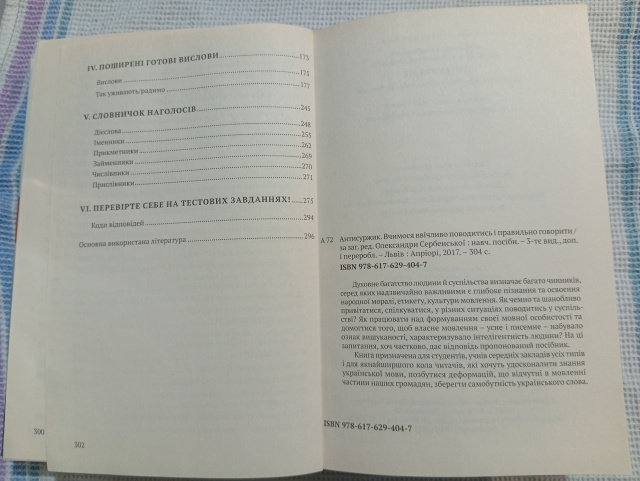 IV. ПОШИРЕНІ ГОТОВІ ВИСЛОВИ 173
Вислови 175
Так уживають/радимо 177
V. СЛОВНИЧОК НАГОЛОСІВ 245
Дієслова 248
Іменники 255
Прикметники 262
Займенники 269
Числівники 270
Прислівники 271
VI. ПЕРЕВІРТЕ СЕБЕ НА ТЕСТОВИХ ЗАВДАННЯХ! 275
Коди відповідей 294
Основна використана література 296
300
302
А 72 Антисуржик. Вчимося ввічливо поводитись і правильно говорити /
за заг. ред. Олександри Сербенської : навч. посіб. – 3-тє вид., доп.
і переробл. – Львів : Апріорі, 2017. – 304 с.
ISBN 978-617-629-404-7
Духовне багатство людини й суспільства визначає багато чинників,
серед яких надзвичайно важливими є глибоке пізнання та освоєння
народної моралі, етикету, культури мовлення. Як чемно та шанобливо
привітатися, спілкуватися, у різних ситуаціях поводитись у суспіль-
стві? Як працювати над формуванням своєї мовної особистості та
домогтися того, щоб власне мовлення – усне і писемне – набувало
ознак вишуканості, характеризувало інтелігентність людини? На ці
запитання, хоч частково, дає відповідь пропонований посібник.
Книга призначена для студентів, учнів середніх закладів усіх типів
і для якнайширшого кола читачів, які хочуть удосконалити знання
української мови, позбутися деформацій, що відчутні в мовленні
частини наших громадян, зберегти самобутність українського слова.
ISBN 978-617-629-404-7